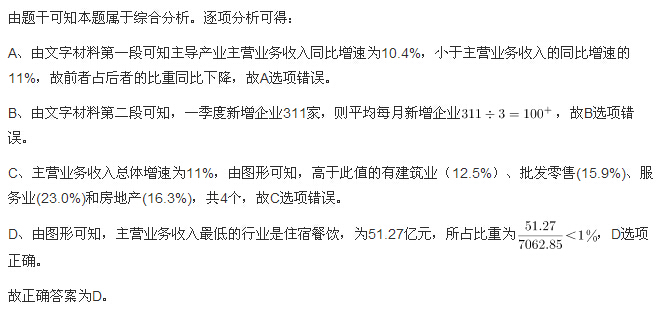 由题干可知本题属于综合分析。逐项分析可得：
A、由文字材料第一段可知主导产业主营业务收入同比增速为10.4%，小于主营业务收入的同比增速的
11%，故前者占后者的比重同比下降，故A选项错误。
B、由文字材料第二段可知，一季度新增企业311家，则平均每月新增企业311÷3=100⁺，故B选项错
误。
C、主营业务收入总体增速为11%，由图形可知，高于此值的有建筑业（12.5%）、批发零售(15.9%)、服
务业(23.0%)和房地产(16.3%)，共4个，故C选项错误。
D、由图形可知，主营业务收入最低的行业是住宿餐饮，为51.27亿元，所占比重为51.27/7062.85<1%，D选项
正确。
故正确答案为D。